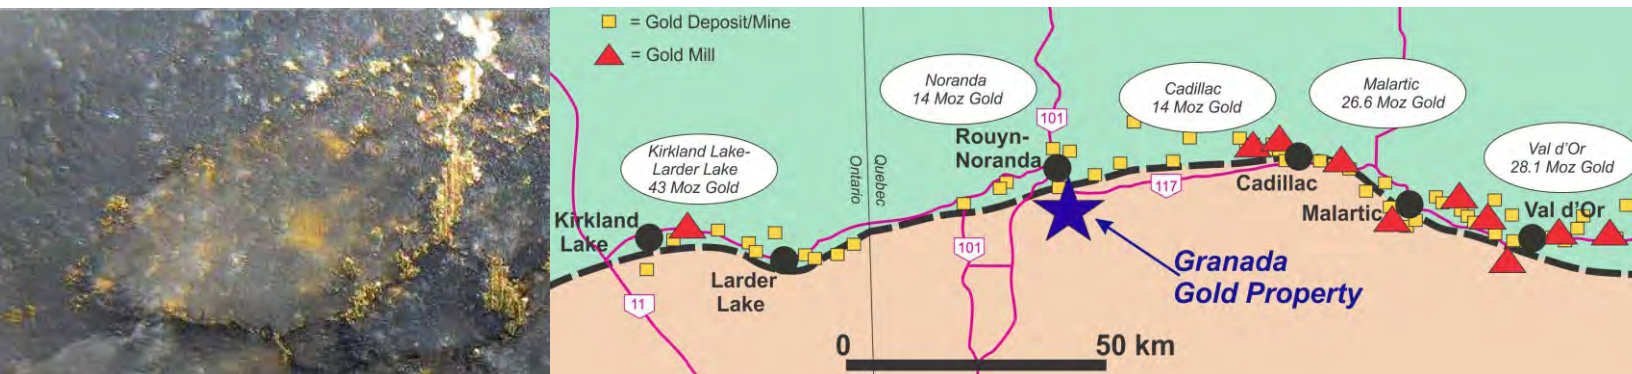 = Gold Deposit/Mine
= Gold Mill
Noranda
14 Moz Gold
Cadillac
14 Moz Gold
Malartic
26.6 Moz Gold
Kirkland Lake-
Larder Lake
43 Moz Gold
Val d'Or
28.1 Moz Gold
101
Rouyn-
Noranda
Ontario
Quebec
117
Cadillac
Malartic
Val d'Or
Kirkland
Lake
Larder
Lake
101
11
Granada
Gold Property
0
50 km